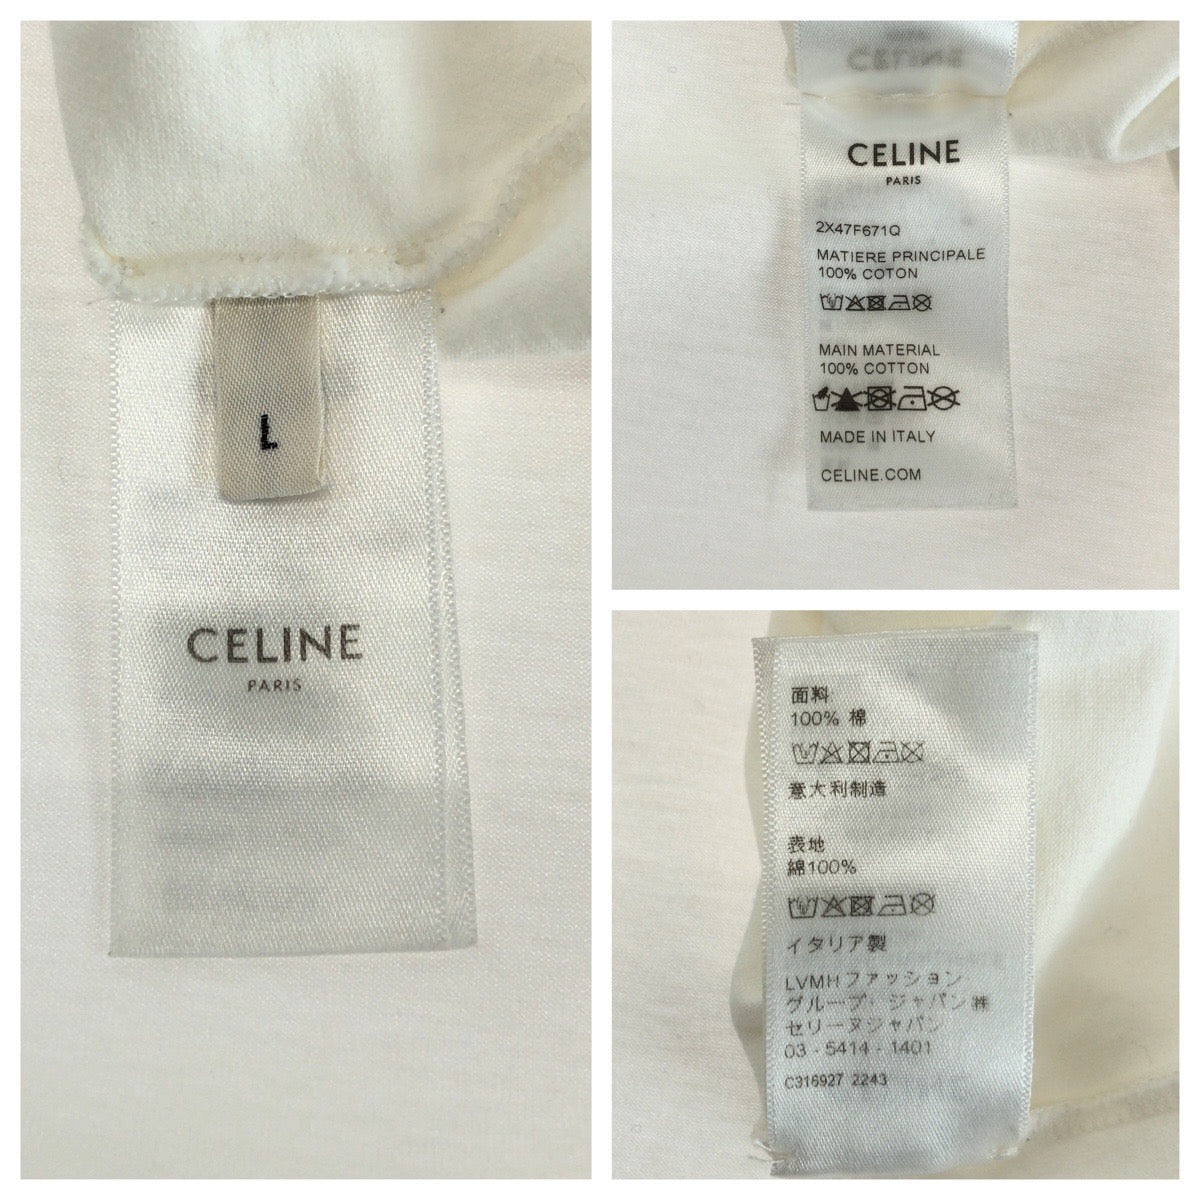 L
CELINE
PARIS
CELINE
CELINE
PARIS
2X47F671Q
MATIERE PRINCIPALE
100% COTON
MAIN MATERIAL
100% COTTON
MADE IN ITALY
CELINE.COM
面料
100% 棉
意大利制造
表地
綿100%
イタリア製
LVMHファッション
グループ・ジャパン㈱
セリーヌジャパン
03 - 5414 - 1401
C316927 2243